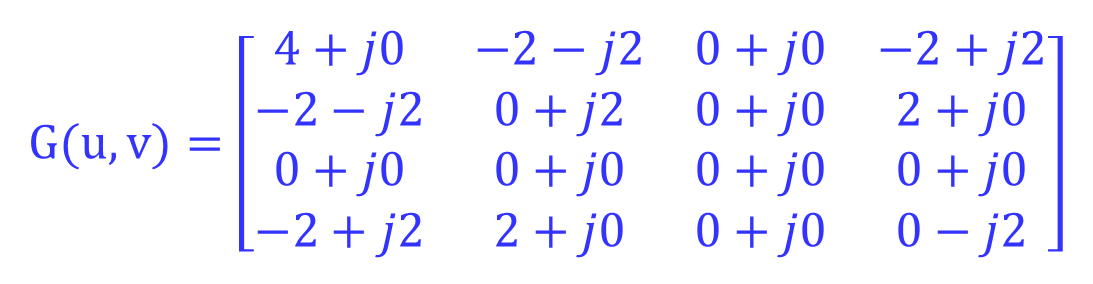 4 + j0 −2 − j2 0 + j0 −2 + j2
−2 − j2 0 + j2 0 + j0 2 + j0
G(u, v) =
0 + j0 0 + j0 0 + j0 0 + j0
−2 + j2 2 + j0 0 + j0 0 − j2